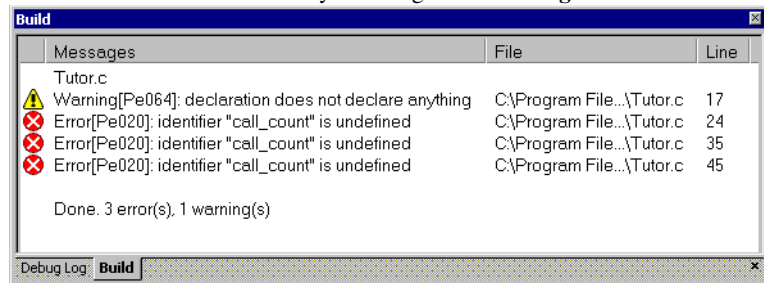 Build
Messages File Line
Tutor.c
Warning[Pe064]: declaration does not declare anything C:\Program File...\Tutor.c 17
Error[Pe020]: identifier "call_count" is undefined C:\Program File...\Tutor.c 24
Error[Pe020]: identifier "call_count" is undefined C:\Program File...\Tutor.c 35
Error[Pe020]: identifier "call_count" is undefined C:\Program File...\Tutor.c 45
Done. 3 error(s), 1 warning(s)
Debug Log Build